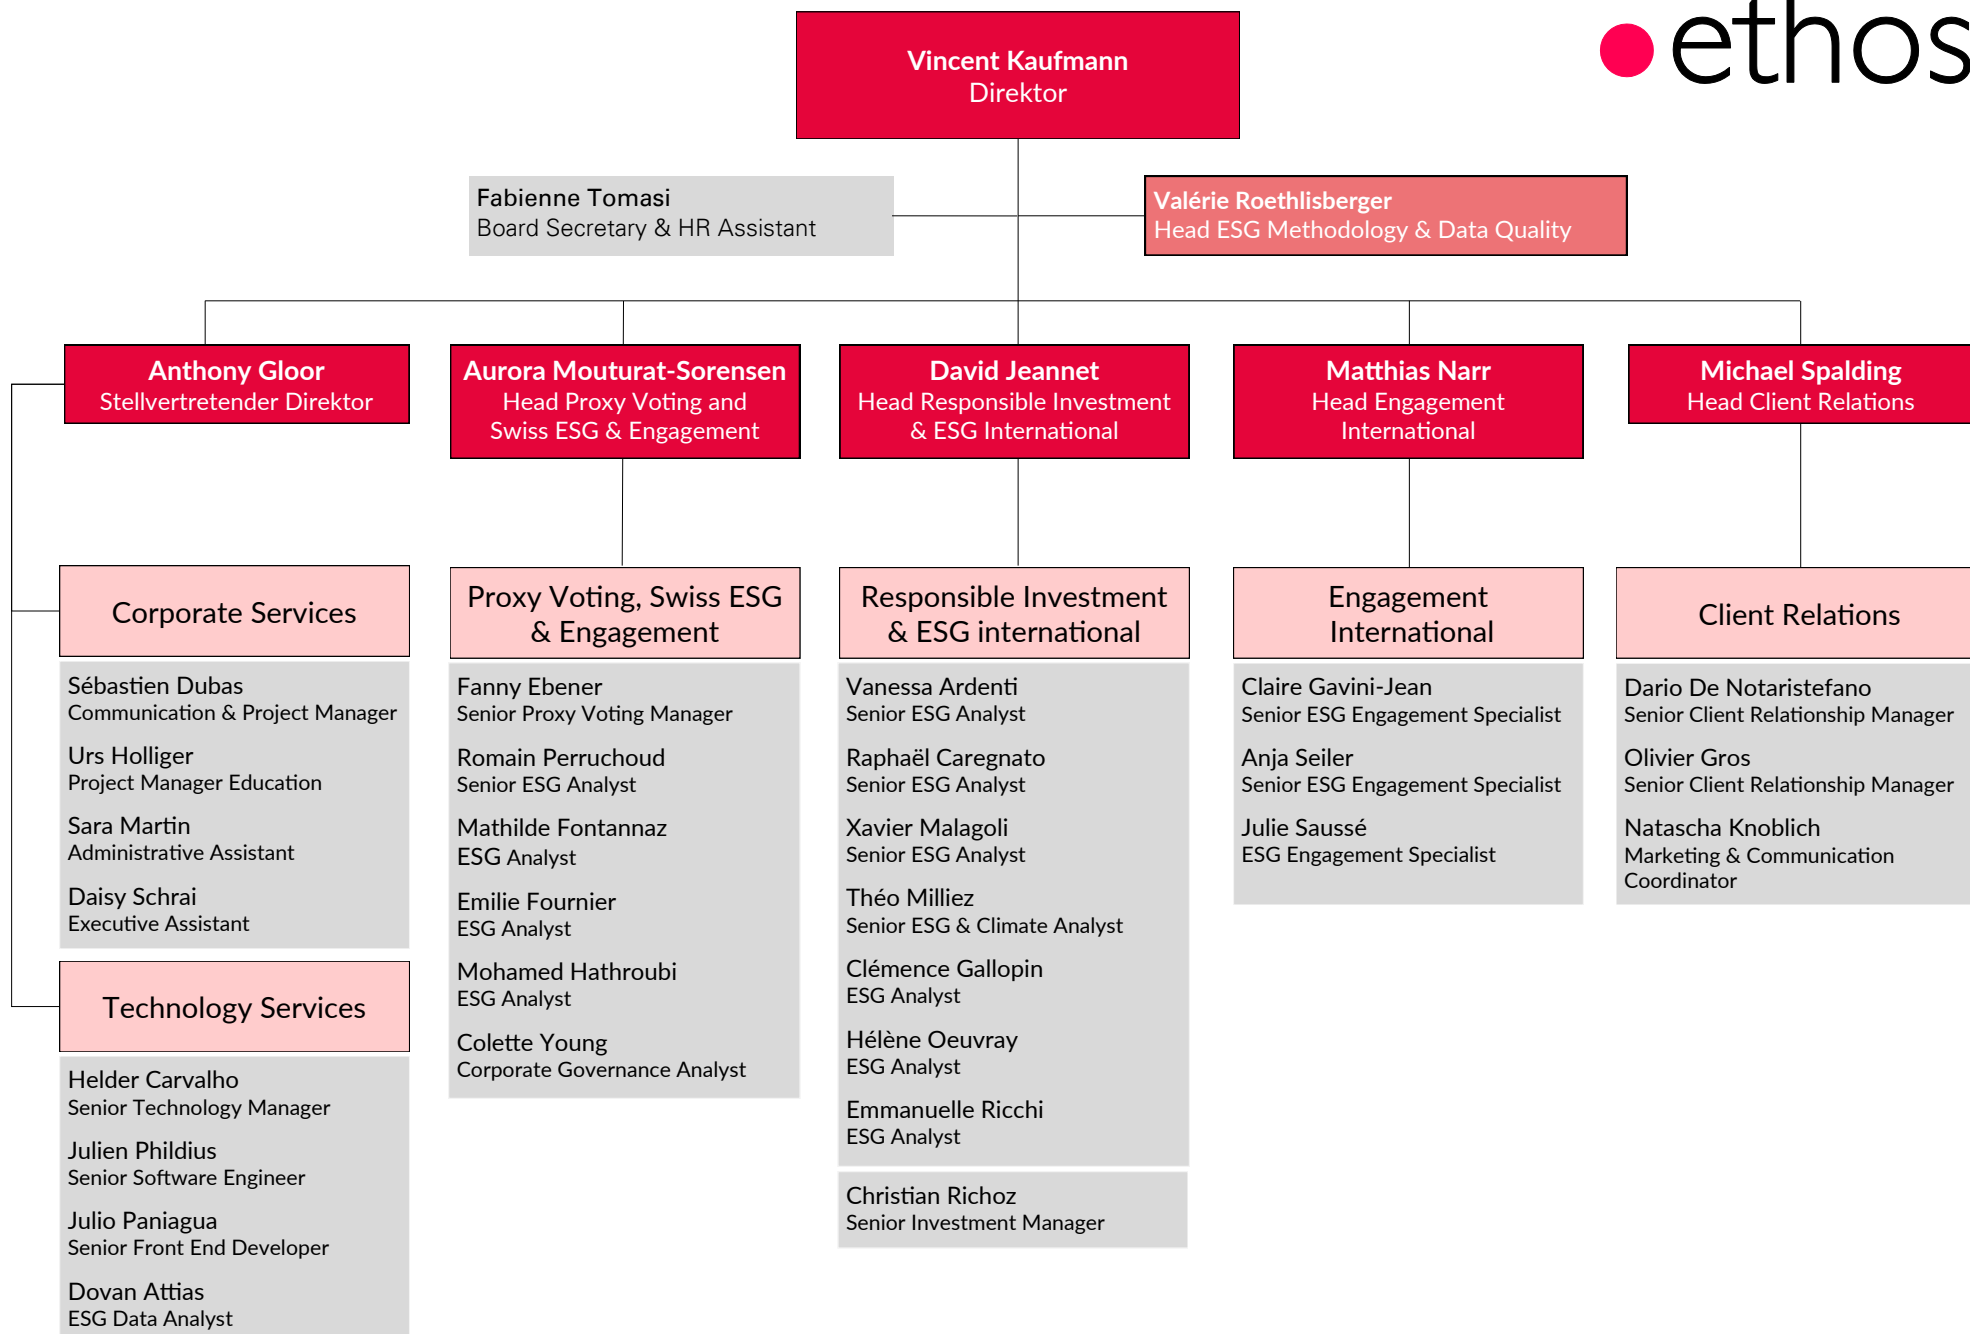 ethos
Vincent Kaufmann
Direktor
Fabienne Tomasi
Board Secretary & HR Assistant
Valérie Roethlisberger
Head ESG Methodology & Data Quality
Anthony Gloor
Stellvertretender Direktor
Aurora Mouturat-Sorensen
Head Proxy Voting and
Swiss ESG & Engagement
David Jeannet
Head Responsible Investment
& ESG International
Matthias Narr
Head Engagement
International
Michael Spalding
Head Client Relations
Corporate Services
Sébastien Dubas
Communication & Project Manager
Urs Holliger
Project Manager Education
Sara Martin
Administrative Assistant
Daisy Schrai
Executive Assistant
Technology Services
Helder Carvalho
Senior Technology Manager
Julien Phildius
Senior Software Engineer
Julio Paniagua
Senior Front End Developer
Dovan Attias
ESG Data Analyst
Proxy Voting, Swiss ESG
& Engagement
Fanny Ebener
Senior Proxy Voting Manager
Romain Perruchoud
Senior ESG Analyst
Mathilde Fontannaz
ESG Analyst
Emilie Fournier
ESG Analyst
Mohamed Hathroubi
ESG Analyst
Colette Young
Corporate Governance Analyst
Responsible Investment
& ESG international
Vanessa Ardenti
Senior ESG Analyst
Raphaël Caregnato
Senior ESG Analyst
Xavier Malagoli
Senior ESG Analyst
Théo Milliez
Senior ESG & Climate Analyst
Clémence Gallopin
ESG Analyst
Hélène Oeuvray
ESG Analyst
Emmanuelle Ricchi
ESG Analyst
Christian Richoz
Senior Investment Manager
Engagement
International
Claire Gavini-Jean
Senior ESG Engagement Specialist
Anja Seiler
Senior ESG Engagement Specialist
Julie Saussé
ESG Engagement Specialist
Client Relations
Dario De Notaristefano
Senior Client Relationship Manager
Olivier Gros
Senior Client Relationship Manager
Natascha Knoblich
Marketing & Communication
Coordinator